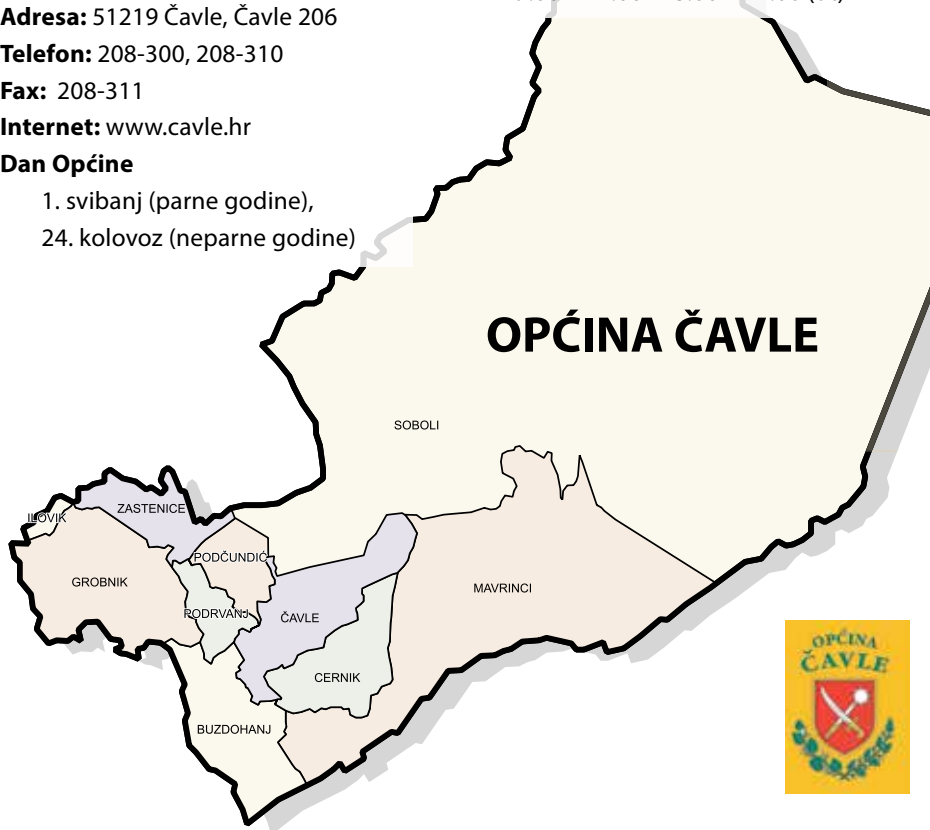 Adresa: 51219 Čavle, Čavle 206
Telefon: 208-300, 208-310
Fax: 208-311
Internet: www.cavle.hr
Dan Općine
1. svibanj (parne godine),
24. kolovoz (neparne godine)
OPĆINA ČAVLE
SOBOLI
ZASTENICE
ILOVIK
PODČUNDIĆ
GROBNIK
MAVRINCI
PODRVANJ
ČAVLE
CERNIK
BUZDOHANJ
OPĆINA
ČAVLE